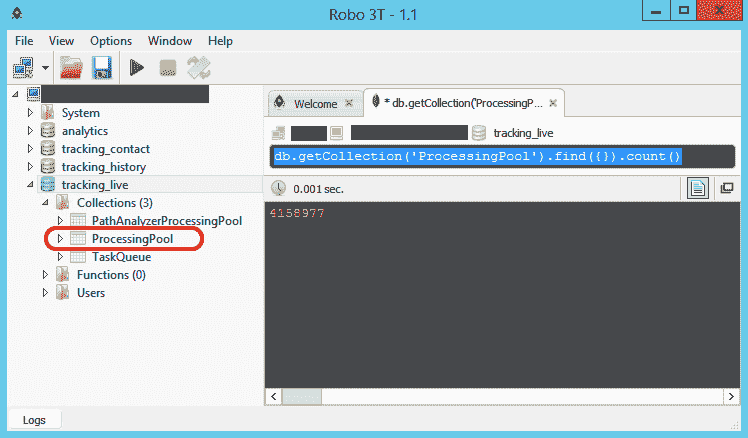 Robo 3T - 1.1
File View Options Window Help
System
analytics
tracking_contact
tracking_history
tracking_live
Collections (3)
PathAnalyzerProcessingPool
ProcessingPool
TaskQueue
Functions (0)
Users
Welcome
* db.getCollection('ProcessingP...
tracking_live
db.getCollection('ProcessingPool').find({}).count()
0.001 sec.
4158977
Logs